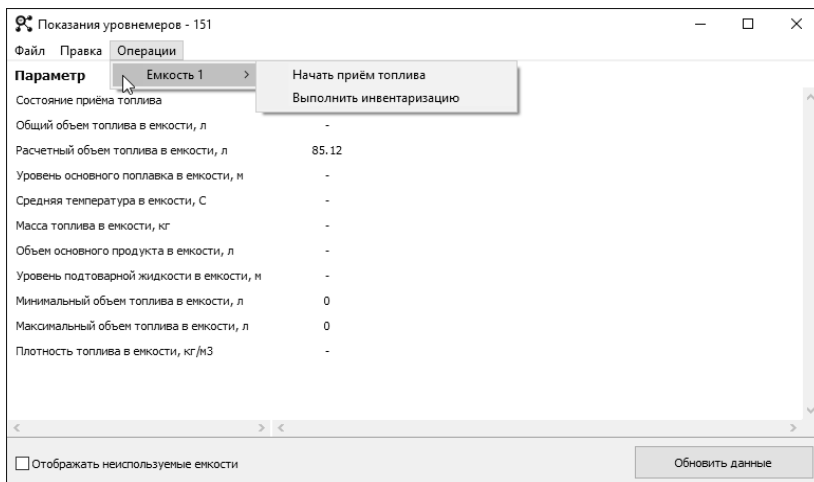 Показания уровнемеров - 151
Файл Правка Операции
Параметр Емкость 1 > Начать приём топлива
Состояние приёма топлива Выполнить инвентаризацию
Общий объем топлива в емкости, л -
Расчетный объем топлива в емкости, л 85.12
Уровень основного поплавка в емкости, м -
Средняя температура в емкости, С -
Масса топлива в емкости, кг -
Объем основного продукта в емкости, л -
Уровень подтоварной жидкости в емкости, м -
Минимальный объем топлива в емкости, л 0
Максимальный объем топлива в емкости, л 0
Плотность топлива в емкости, кг/м3 -
Отображать неиспользуемые емкости Обновить данные